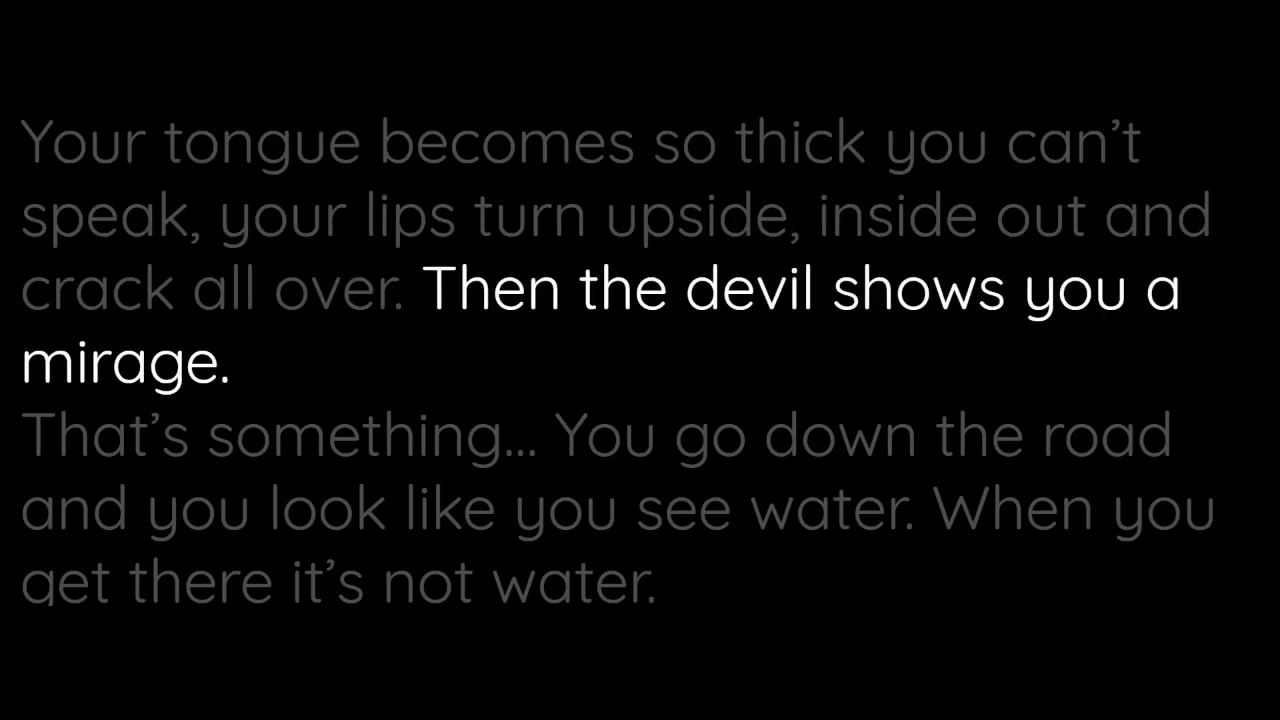 Your tongue becomes so thick you can’t
speak, your lips turn upside, inside out and
crack all over. Then the devil shows you a
mirage.
That’s something... You go down the road
and you look like you see water. When you
get there it’s not water.